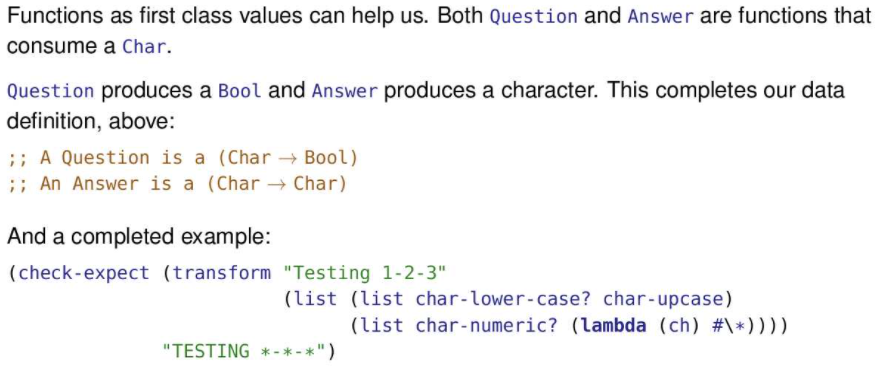 Functions as first class values can help us. Both Question and Answer are functions that
consume a Char.
Question produces a Bool and Answer produces a character. This completes our data
definition, above:
;; A Question is a (Char → Bool)
;; An Answer is a (Char → Char)
And a completed example:
(check-expect (transform "Testing 1-2-3"
(list (list char-lower-case? char-upcase)
(list char-numeric? (lambda (ch) #\*))))
"TESTING *-*-*")